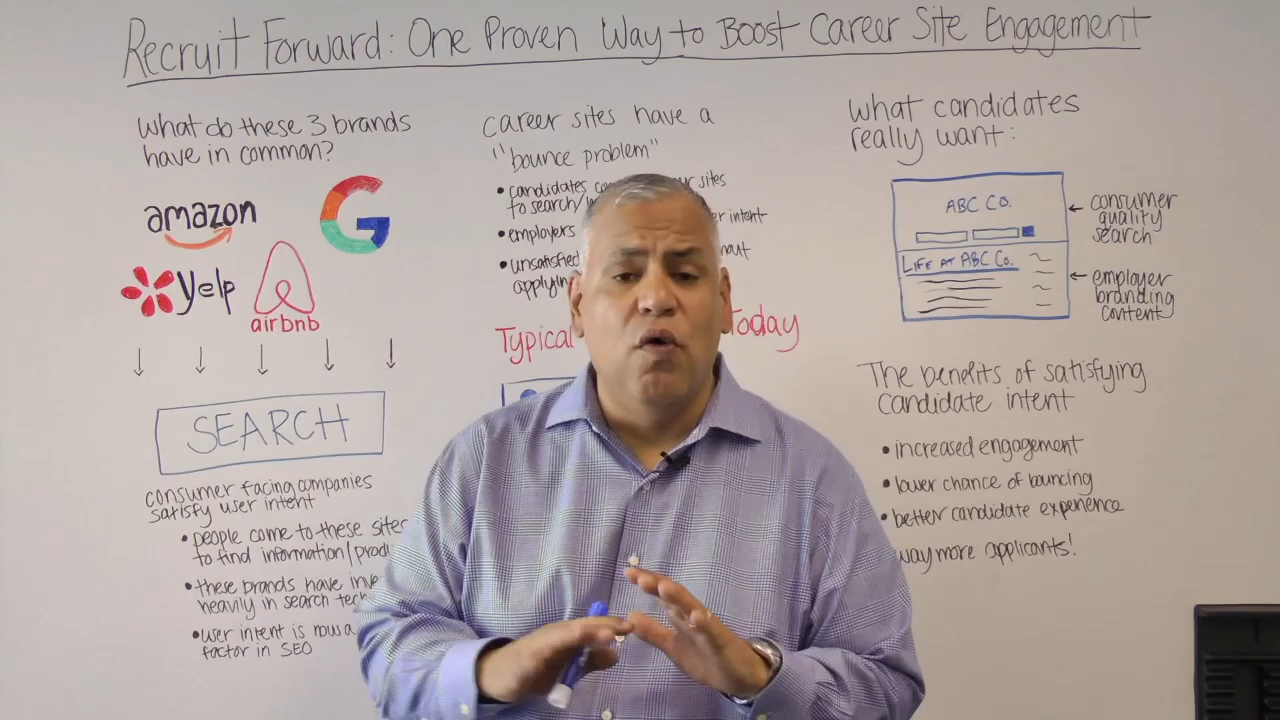 Recruit Forward: One Proven Way to Boost Career Site Engagement
What do these 3 brands
have in common?
amazon
G
yelp
airbnb
SEARCH
consumer facing companies
satisfy user intent
• people come to these sites
to find information/produ
• these brands have inve
heavily in search tech
• user intent is now a
factor in SEO
career sites have a
"bounce problem"
• candidates sites
to search/
• employers intent
• unsatisfied
applying
Typical Today
What candidates
really want:
ABC CO.
LIFE AT ABC CO.
consumer
quality
search
employer
branding
content
The benefits of satisfying
candidate intent
• increased engagement
• lower chance of bouncing
• better candidate experience
way more applicants!